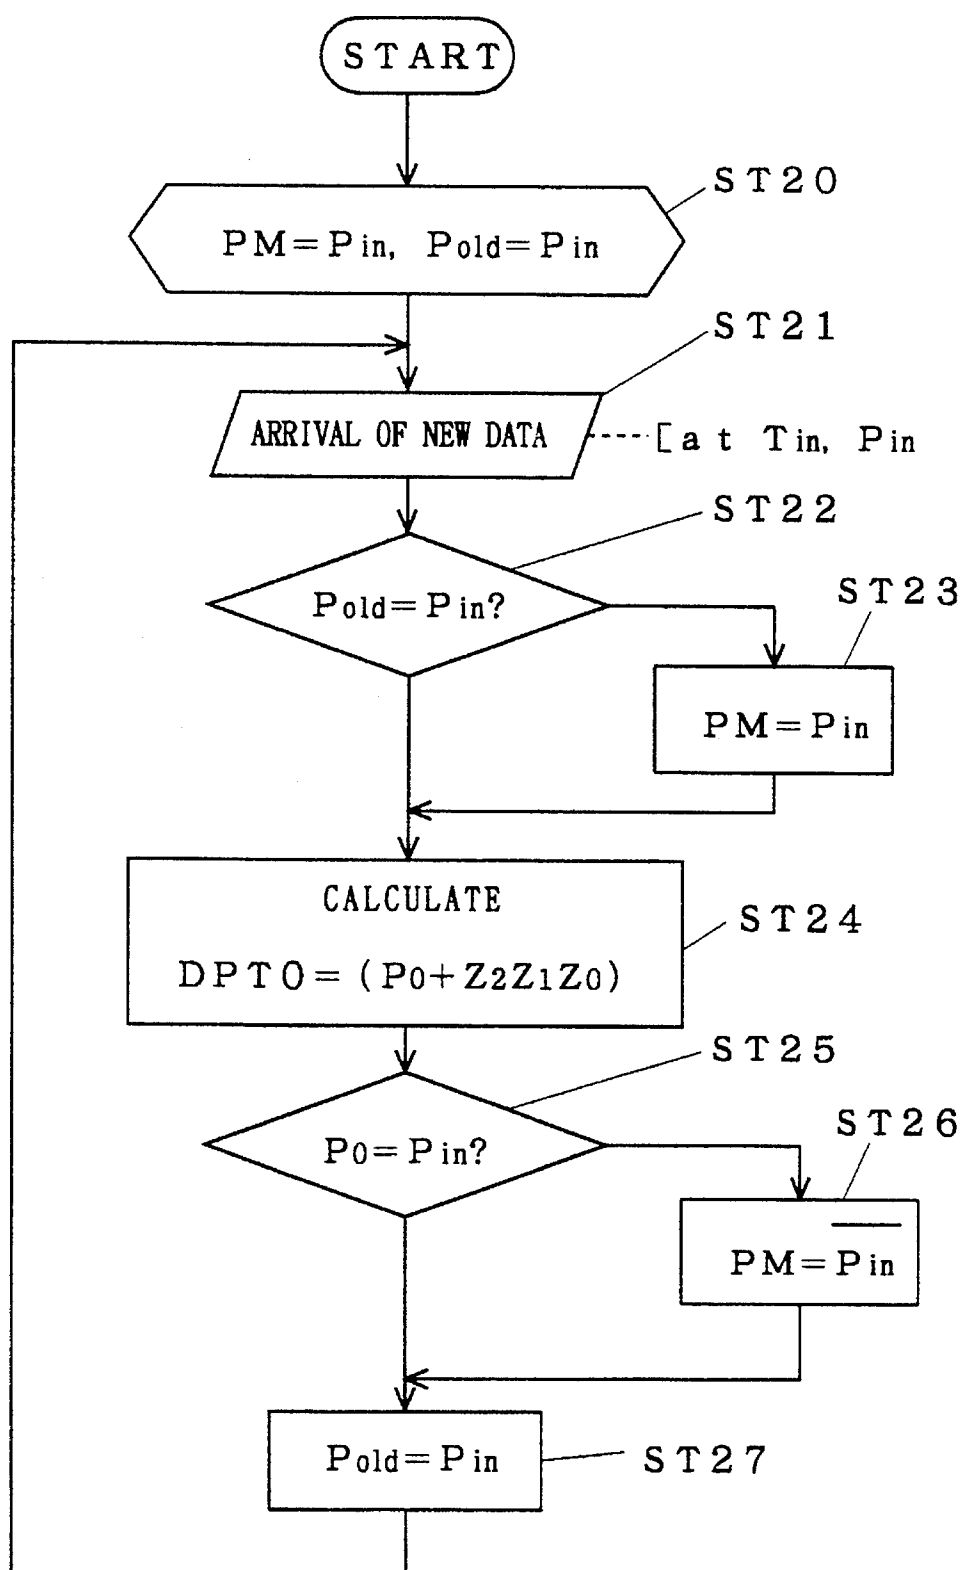 START
ST20
PM=Pin, Pold=Pin
ST21
ARRIVAL OF NEW DATA
[at Tin, Pin
ST22
Pold=Pin?
ST23
PM=Pin
CALCULATE
ST24
DPTO=(P0+Z2Z1Z0)
ST25
P0=Pin?
ST26
PM=P̅i̅n̅
Pold=Pin
ST27